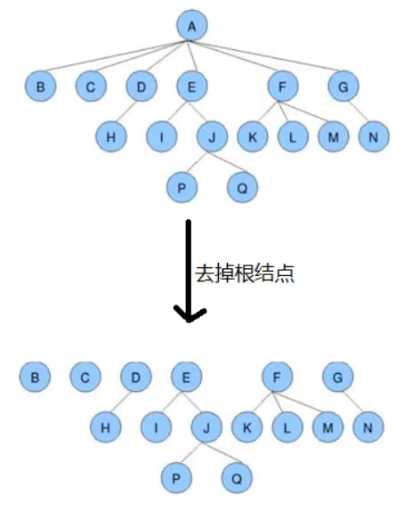 A
B C D E F G
H I J K L M N
P Q
去掉根结点
B C D E F G
H I J K L M N
P Q